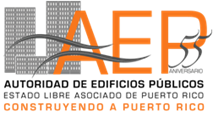 AEP
55
ANIVERSARIO
AUTORIDAD DE EDIFICIOS PÚBLICOS
ESTADO LIBRE ASOCIADO DE PUERTO RICO
CONSTRUYENDO A PUERTO RICO